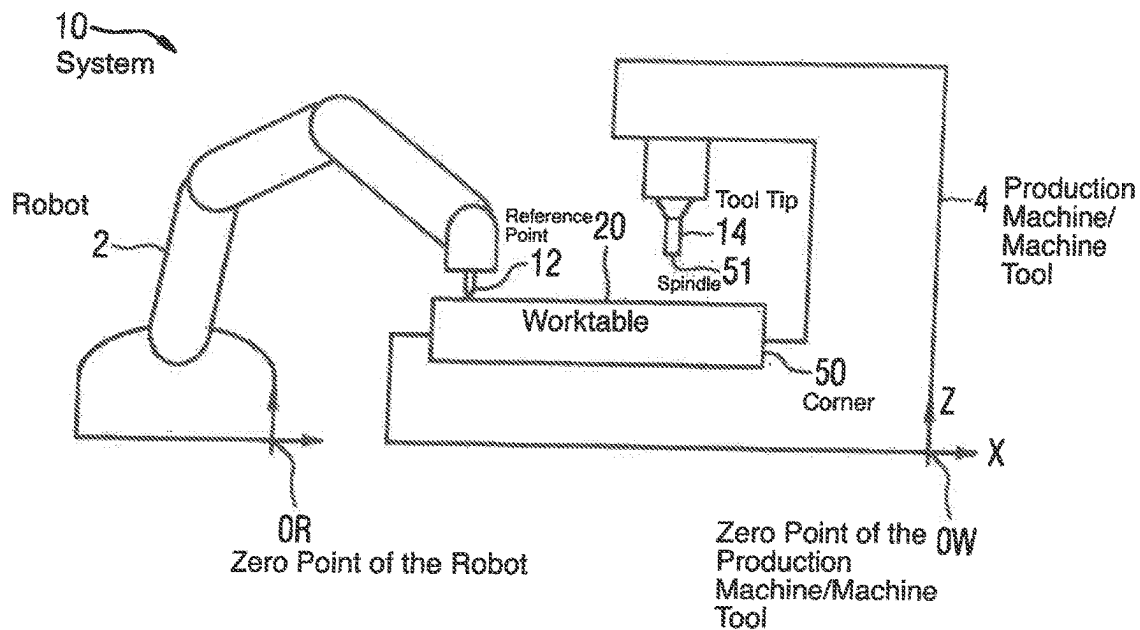 10
System
Robot
2
Reference
Point
12
20
Tool Tip
14
51
Spindle
4
Production
Machine/
Machine
Tool
Worktable
50
Corner
Z
X
0R
Zero Point of the Robot
Zero Point of the 0W
Production
Machine/Machine
Tool